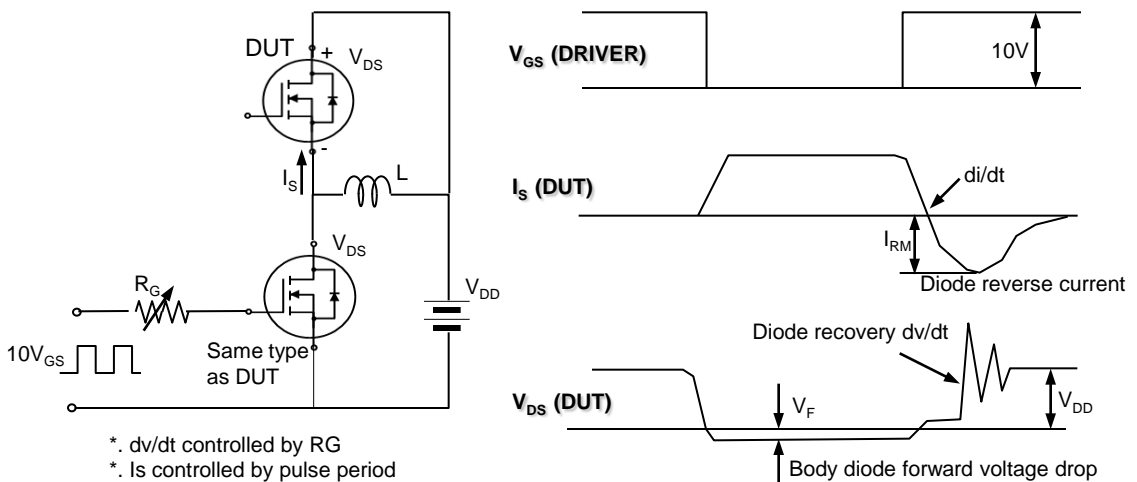 DUT
+
V_DS
-
I_S
L
V_DS
R_G
V_DD
10V_GS
Same type
as DUT
*. dv/dt controlled by RG
*. Is controlled by pulse period
V_GS (DRIVER)
10V
I_S (DUT)
di/dt
I_RM
Diode reverse current
Diode recovery dv/dt
V_DS (DUT)
V_F
V_DD
Body diode forward voltage drop